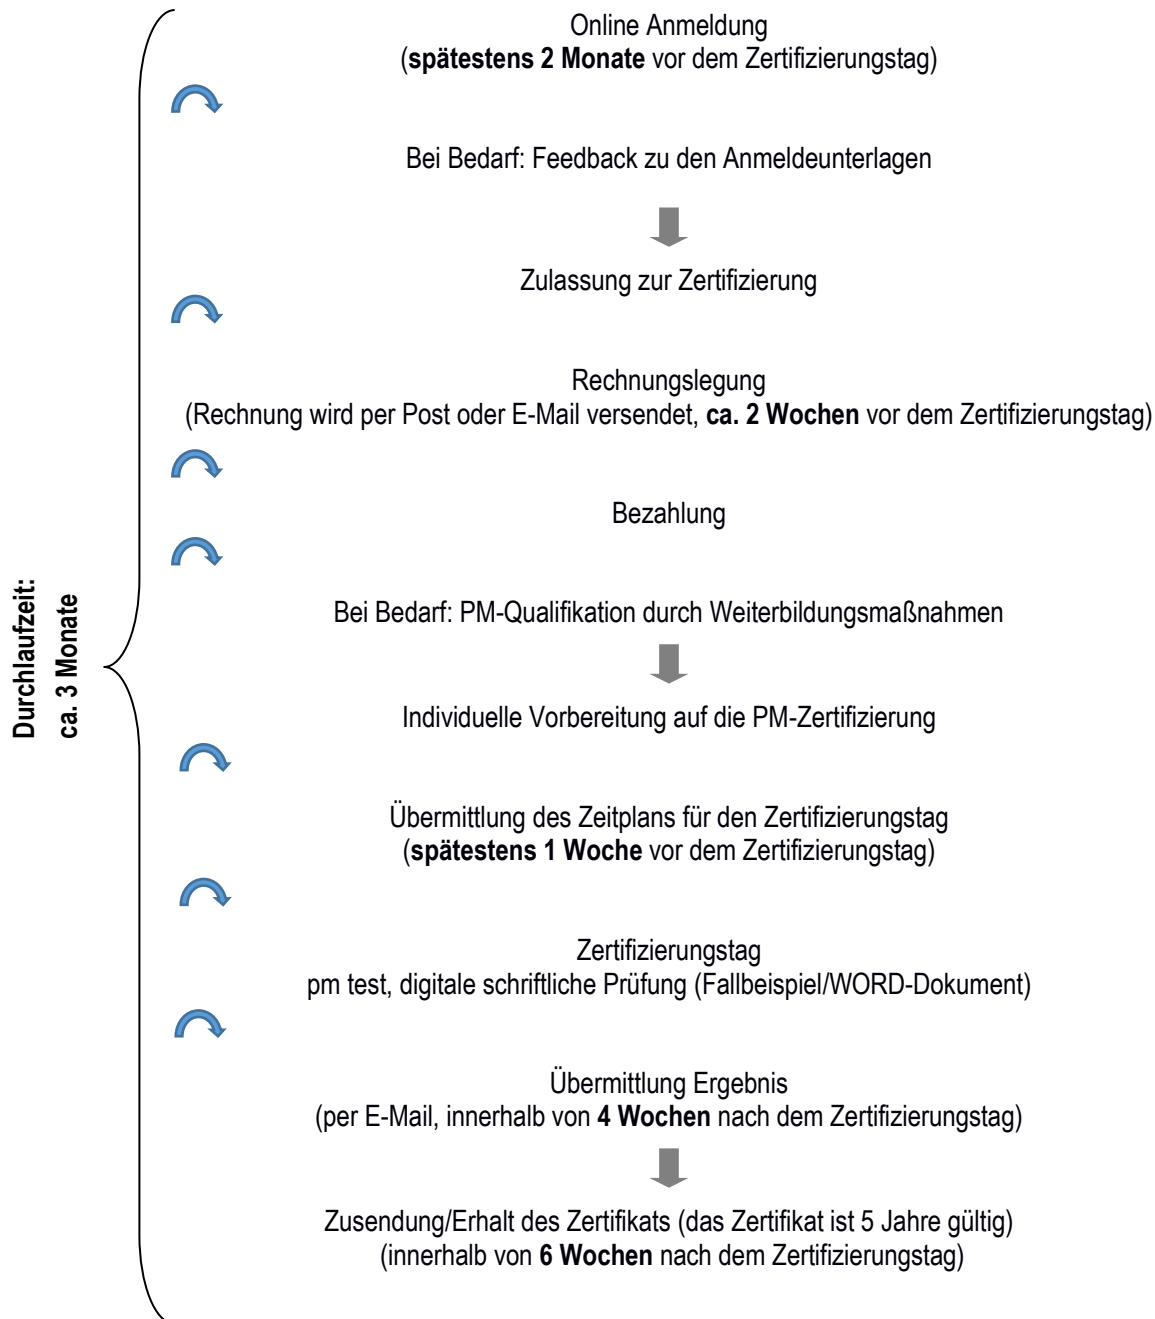 Online Anmeldung
(spätestens 2 Monate vor dem Zertifizierungstag)
Bei Bedarf: Feedback zu den Anmeldeunterlagen
Zulassung zur Zertifizierung
Rechnungslegung
(Rechnung wird per Post oder E-Mail versendet, ca. 2 Wochen vor dem Zertifizierungstag)
Bezahlung
Bei Bedarf: PM-Qualifikation durch Weiterbildungsmaßnahmen
Durchlaufzeit:
ca. 3 Monate
Individuelle Vorbereitung auf die PM-Zertifizierung
Übermittlung des Zeitplans für den Zertifizierungstag
(spätestens 1 Woche vor dem Zertifizierungstag)
Zertifizierungstag
pm test, digitale schriftliche Prüfung (Fallbeispiel/WORD-Dokument)
Übermittlung Ergebnis
(per E-Mail, innerhalb von 4 Wochen nach dem Zertifizierungstag)
Zusendung/Erhalt des Zertifikats (das Zertifikat ist 5 Jahre gültig)
(innerhalb von 6 Wochen nach dem Zertifizierungstag)